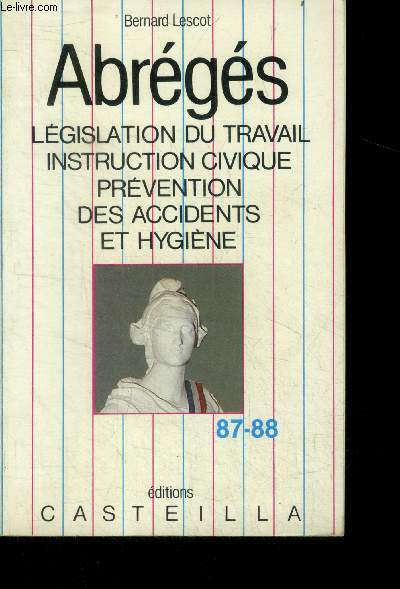 Le-livre.com
Bernard Lescot
Abrégés
LÉGISLATION DU TRAVAIL
INSTRUCTION CIVIQUE
PRÉVENTION
DES ACCIDENTS
ET HYGIÈNE
87-88
éditions
CASTEILLA